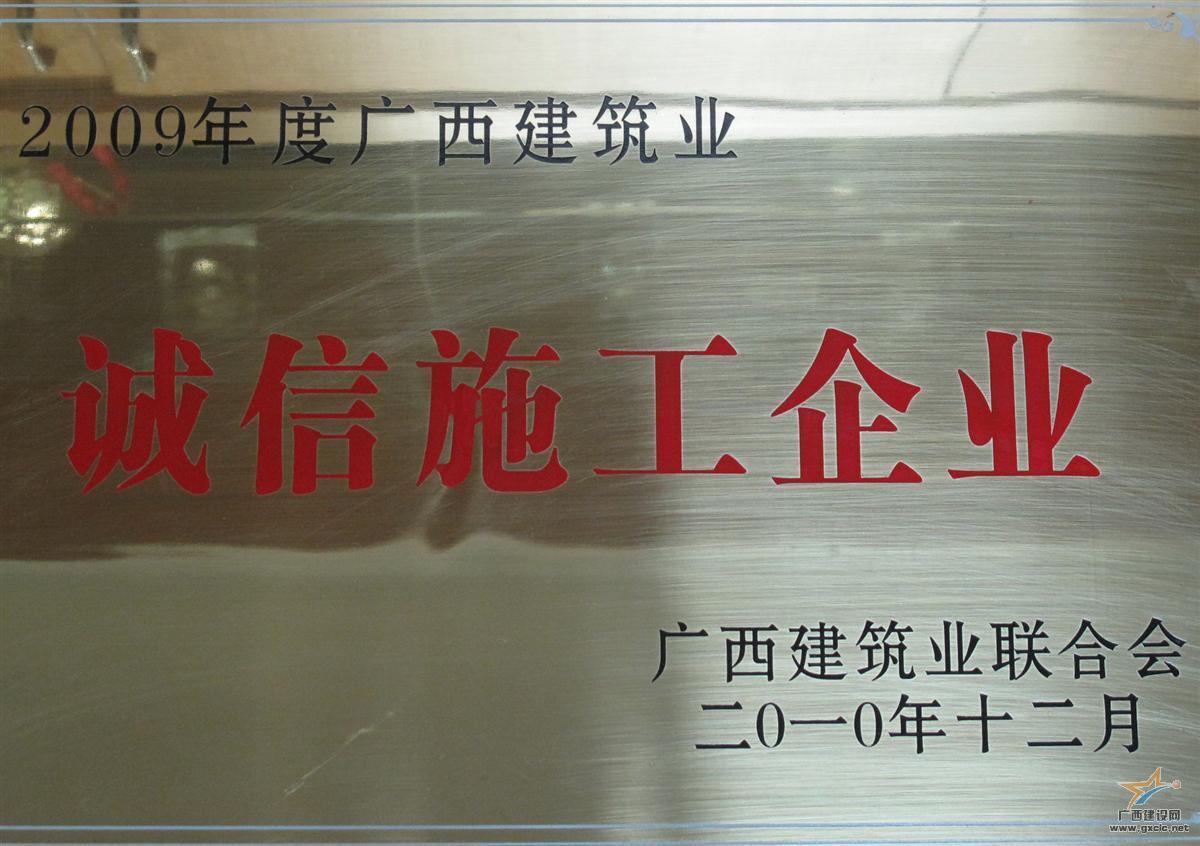 2009年度广西建筑业
诚信施工企业
广西建筑业联合会
二0一0年十二月
广西建设网
www.gxcic.net